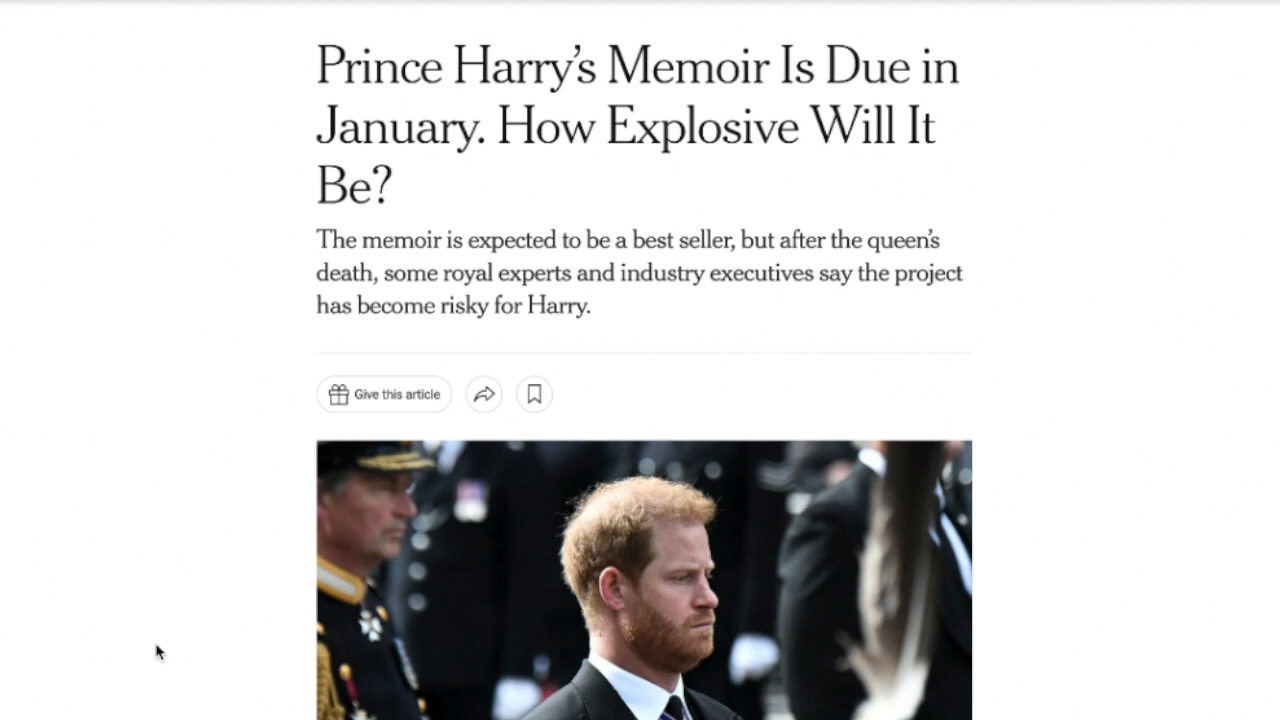 Prince Harry’s Memoir Is Due in
January. How Explosive Will It
Be?
The memoir is expected to be a best seller, but after the queen’s
death, some royal experts and industry executives say the project
has become risky for Harry.
Give this article